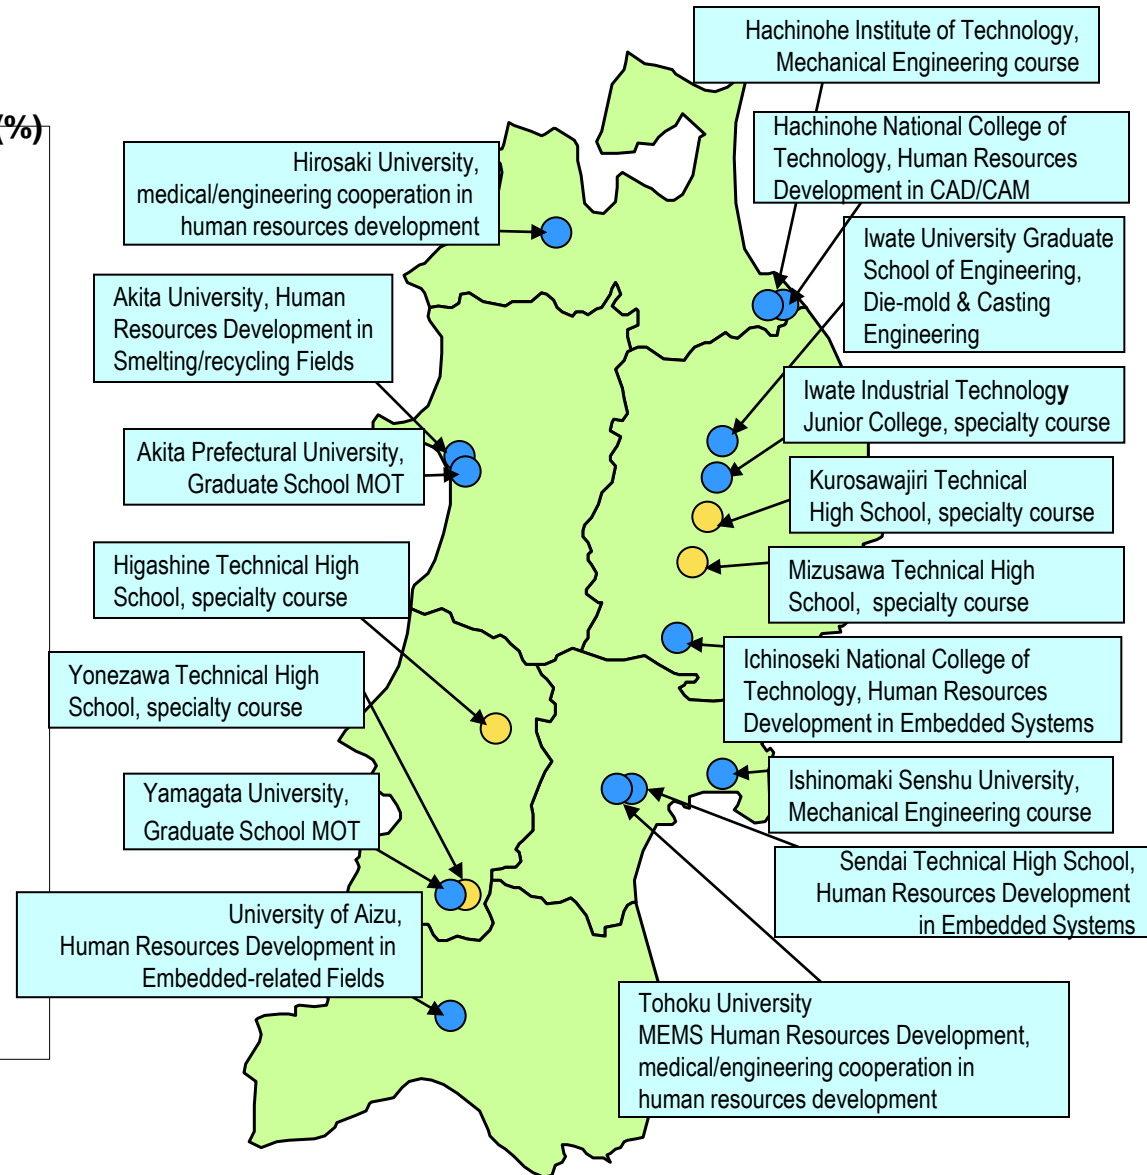 (%)
Hachinohe Institute of Technology,
Mechanical Engineering course
Hachinohe National College of
Technology, Human Resources
Development in CAD/CAM
Hirosaki University,
medical/engineering cooperation in
human resources development
Iwate University Graduate
School of Engineering,
Die-mold & Casting
Engineering
Akita University, Human
Resources Development in
Smelting/recycling Fields
Iwate Industrial Technology
Junior College, specialty course
Akita Prefectural University,
Graduate School MOT
Kurosawajiri Technical
High School, specialty course
Higashine Technical High
School, specialty course
Mizusawa Technical High
School, specialty course
Ichinoseki National College of
Technology, Human Resources
Development in Embedded Systems
Yonezawa Technical High
School, specialty course
Ishinomaki Senshu University,
Mechanical Engineering course
Yamagata University,
Graduate School MOT
Sendai Technical High School,
Human Resources Development
in Embedded Systems
University of Aizu,
Human Resources Development in
Embedded-related Fields
Tohoku University
MEMS Human Resources Development,
medical/engineering cooperation in
human resources development